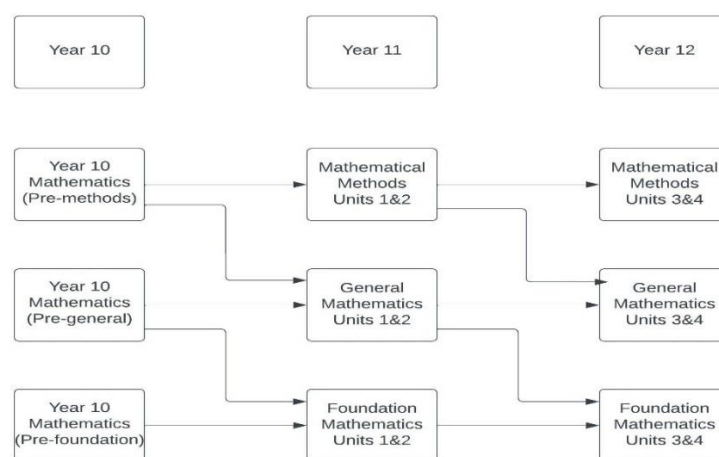 Year 10
Year 11
Year 12
Year 10
Mathematics
(Pre-methods)
Mathematical
Methods
Units 1&2
Mathematical
Methods
Units 3&4
Year 10
Mathematics
(Pre-general)
General
Mathematics
Units 1&2
General
Mathematics
Units 3&4
Year 10
Mathematics
(Pre-foundation)
Foundation
Mathematics
Units 1&2
Foundation
Mathematics
Units 3&4